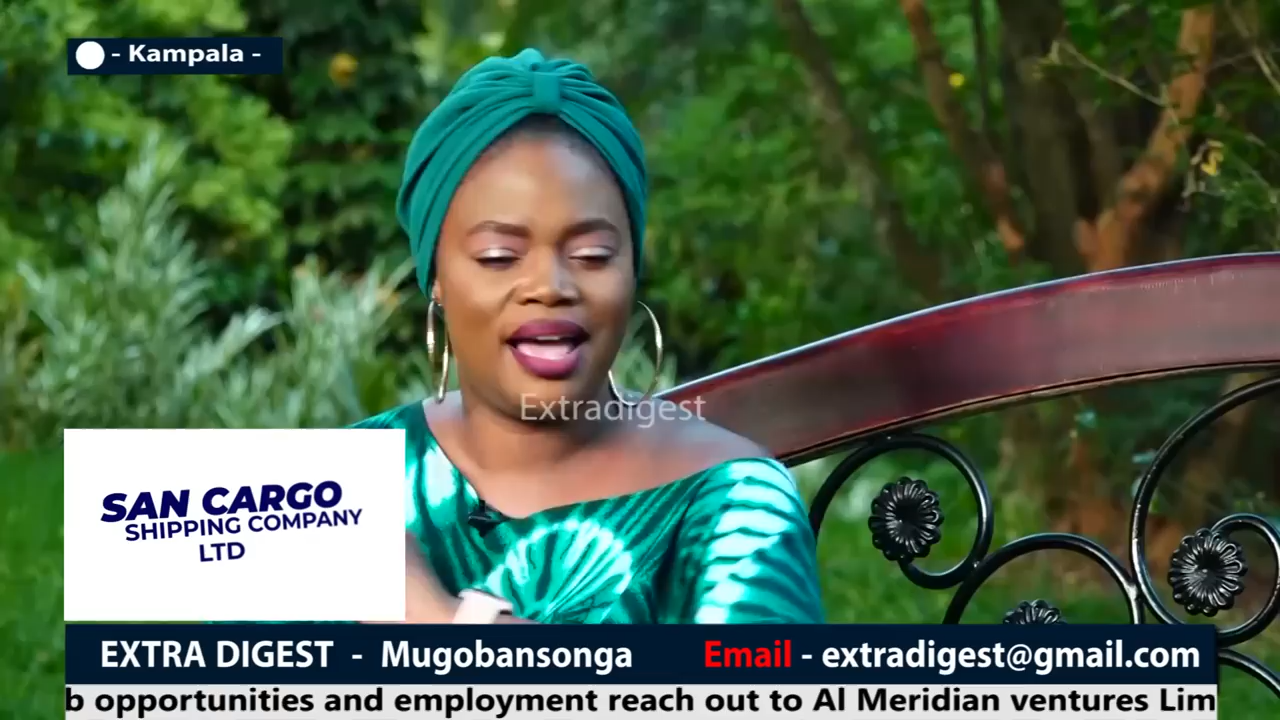 - Kampala -
Extradigest
SAN CARGO
SHIPPING COMPANY
LTD
EXTRA DIGEST - Mugobansonga Email - extradigest@gmail.com
b opportunities and employment reach out to Al Meridian ventures Lim